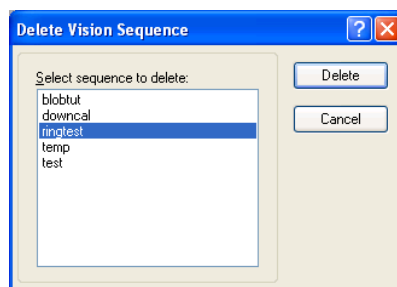 Delete Vision Sequence
?
Select sequence to delete:
Delete
blobtut
downcal
Cancel
ringtest
temp
test